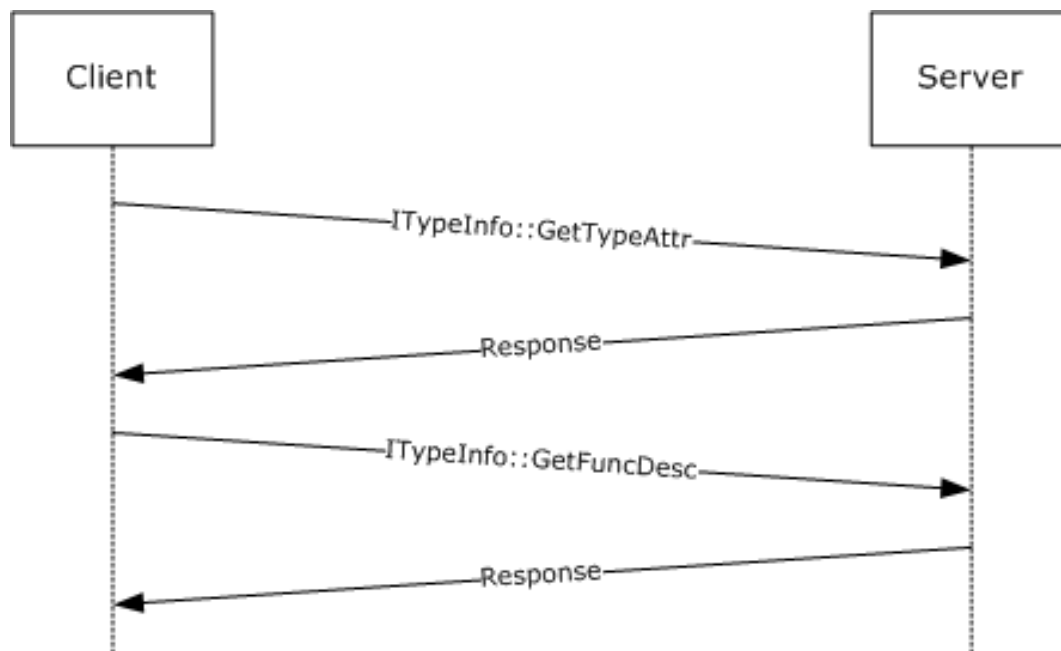 Client
Server
ITypeInfo::GetTypeAttr
Response
ITypeInfo::GetFuncDesc
Response